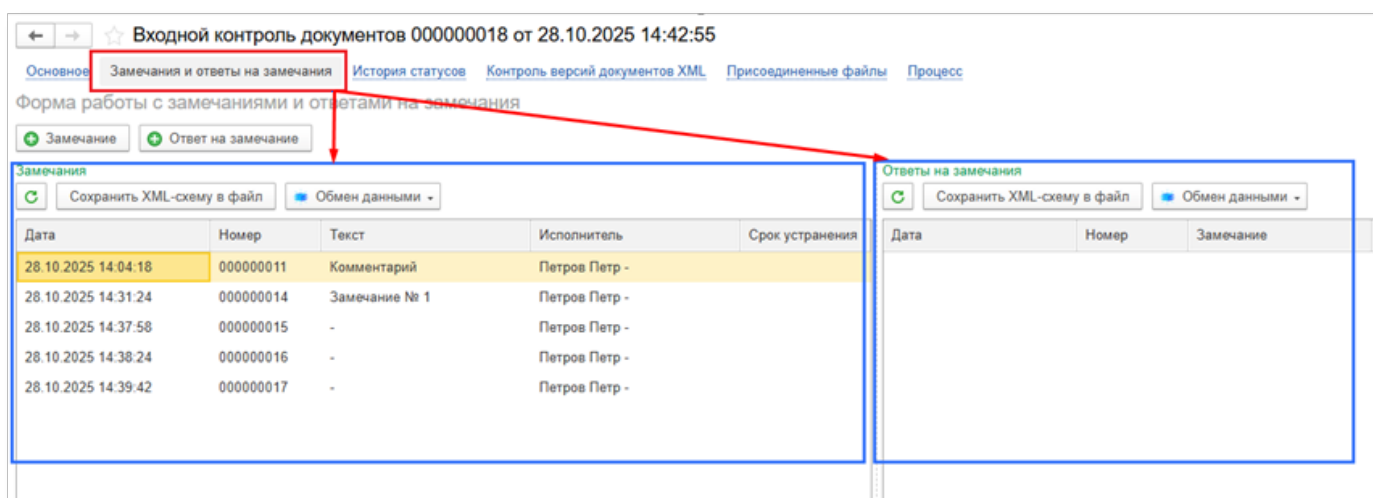 Входной контроль документов 000000018 от 28.10.2025 14:42:55
Основное Замечания и ответы на замечания История статусов Контроль версий документов XML Присоединенные файлы Процесс
Форма работы с замечаниями и ответами на замечания
Замечание Ответ на замечание
Замечания Ответы на замечания
Сохранить XML-схему в файл Обмен данными Сохранить XML-схему в файл Обмен данными
Дата Номер Текст Исполнитель Срок устранения Дата Номер Замечание
28.10.2025 14:04:18 000000011 Комментарий Петров Петр -
28.10.2025 14:31:24 000000014 Замечание № 1 Петров Петр -
28.10.2025 14:37:58 000000015 - Петров Петр -
28.10.2025 14:38:24 000000016 - Петров Петр -
28.10.2025 14:39:42 000000017 - Петров Петр -